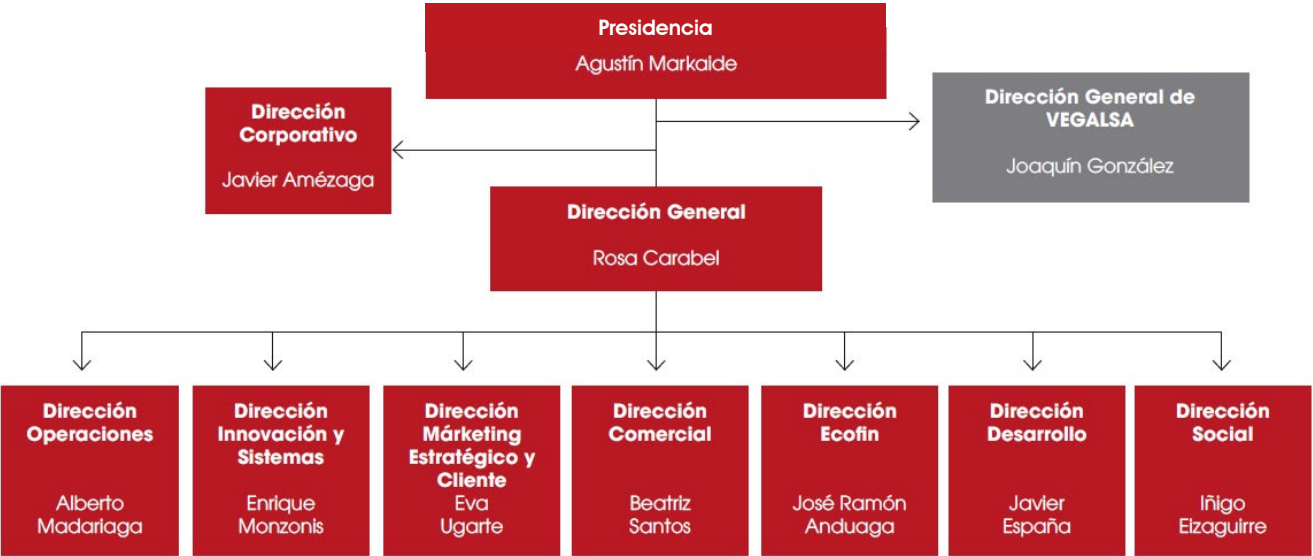 Presidencia
Agustín Markaide
Dirección
Corporativo
Javier Amézaga
Dirección General de
VEGALSA
Joaquín González
Dirección General
Rosa Carabel
Dirección
Operaciones
Alberto
Madariaga
Dirección
Innovación y
Sistemas
Enrique
Monzonis
Dirección
Márketing
Estratégico y
Cliente
Eva
Ugarte
Dirección
Comercial
Beatriz
Santos
Dirección
Ecofin
José Ramón
Anduaga
Dirección
Desarrollo
Javier
España
Dirección
Social
Iñigo
Eizaguirre